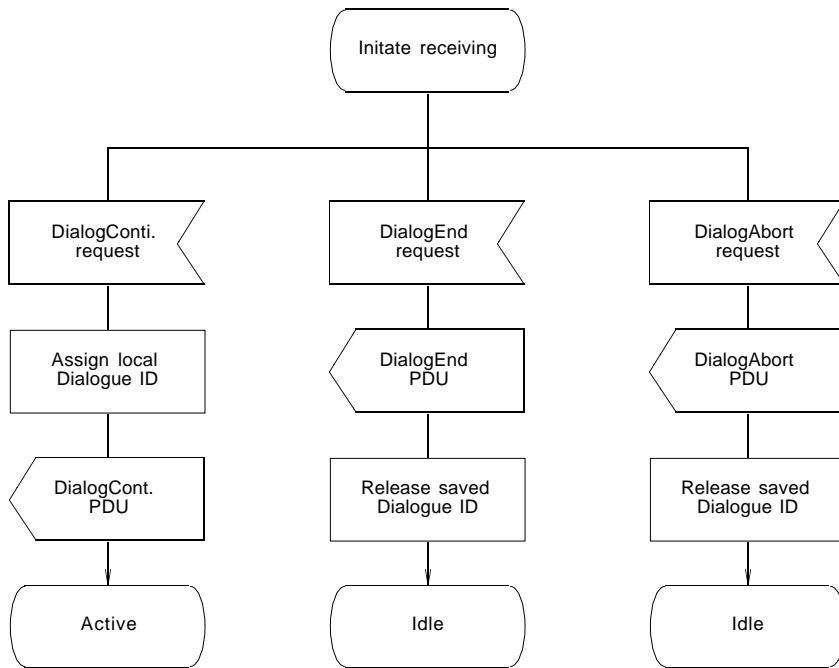 Initate receiving
DialogConti.
request
DialogEnd
request
DialogAbort
request
Assign local
Dialogue ID
DialogEnd
PDU
DialogAbort
PDU
DialogCont.
PDU
Release saved
Dialogue ID
Release saved
Dialogue ID
Active
Idle
Idle